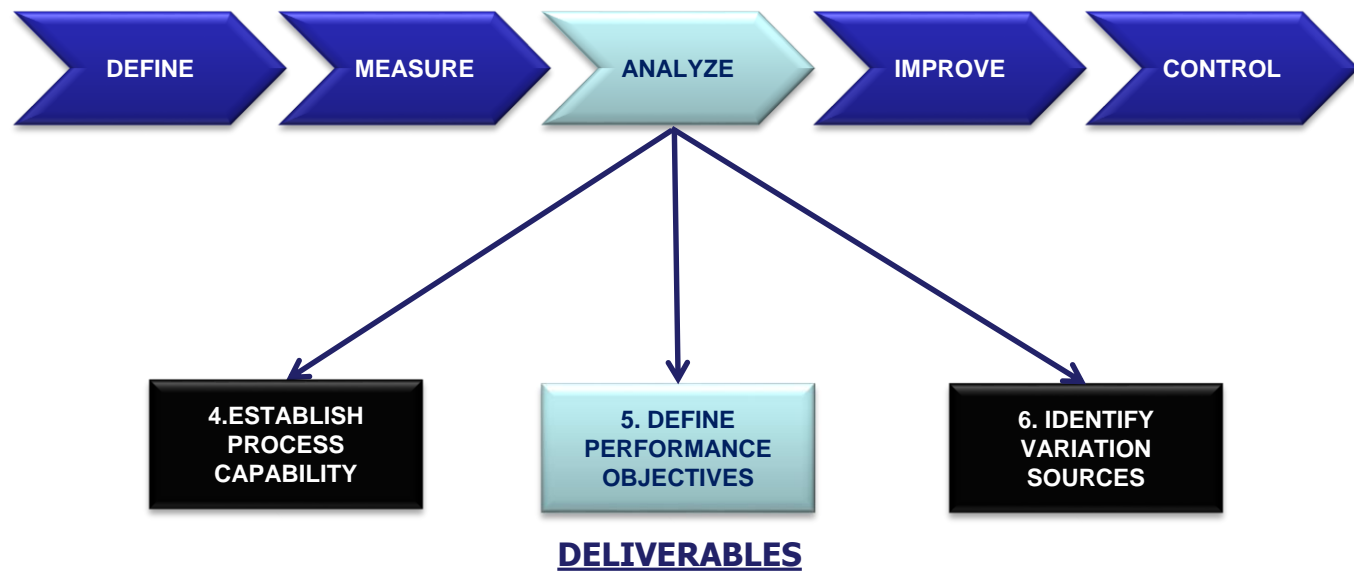 DEFINE
MEASURE
ANALYZE
IMPROVE
CONTROL
4.ESTABLISH
PROCESS
CAPABILITY
5. DEFINE
PERFORMANCE
OBJECTIVES
6. IDENTIFY
VARIATION
SOURCES
DELIVERABLES